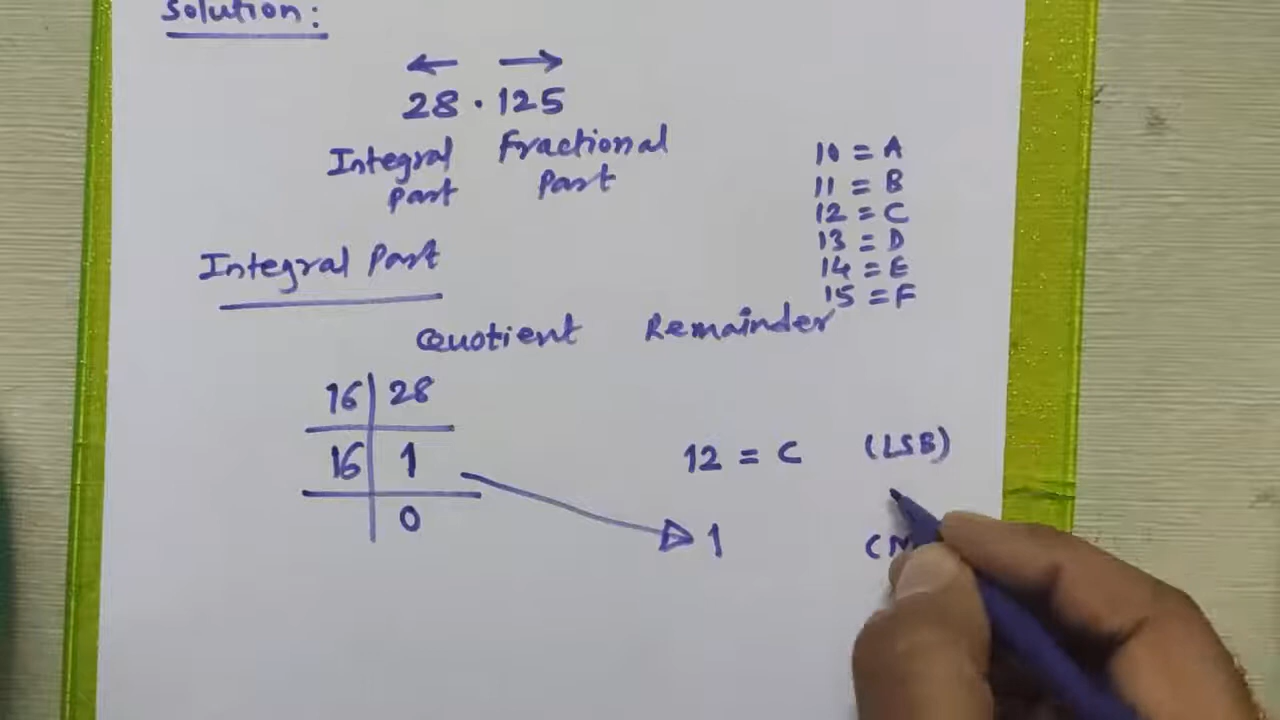 Solution:
28.125
Integral Part
Fractional Part
10 = A
11 = B
12 = C
13 = D
14 = E
15 = F
Integral Part
Quotient Remainder
16 28
16 1 12 = C (LSB)
0
1